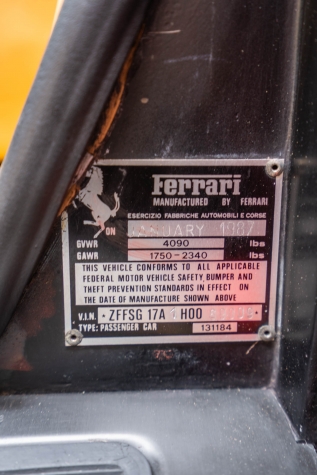 Ferrari
MANUFACTURED BY FERRARI
ESERCIZIO FABBRICHE AUTOMOBILI E CORSE
ON 1987
GVWR 4090 lbs
GAWR 1750-2340 lbs
THIS VEHICLE CONFORMS TO ALL APPLICABLE
FEDERAL MOTOR VEHICLE SAFETY BUMPER AND
THEFT PREVENTION STANDARDS IN EFFECT ON
THE DATE OF MANUFACTURE SHOWN ABOVE
V.I.N. • ZFFSG 17A H00
TYPE: PASSENGER CAR 131184